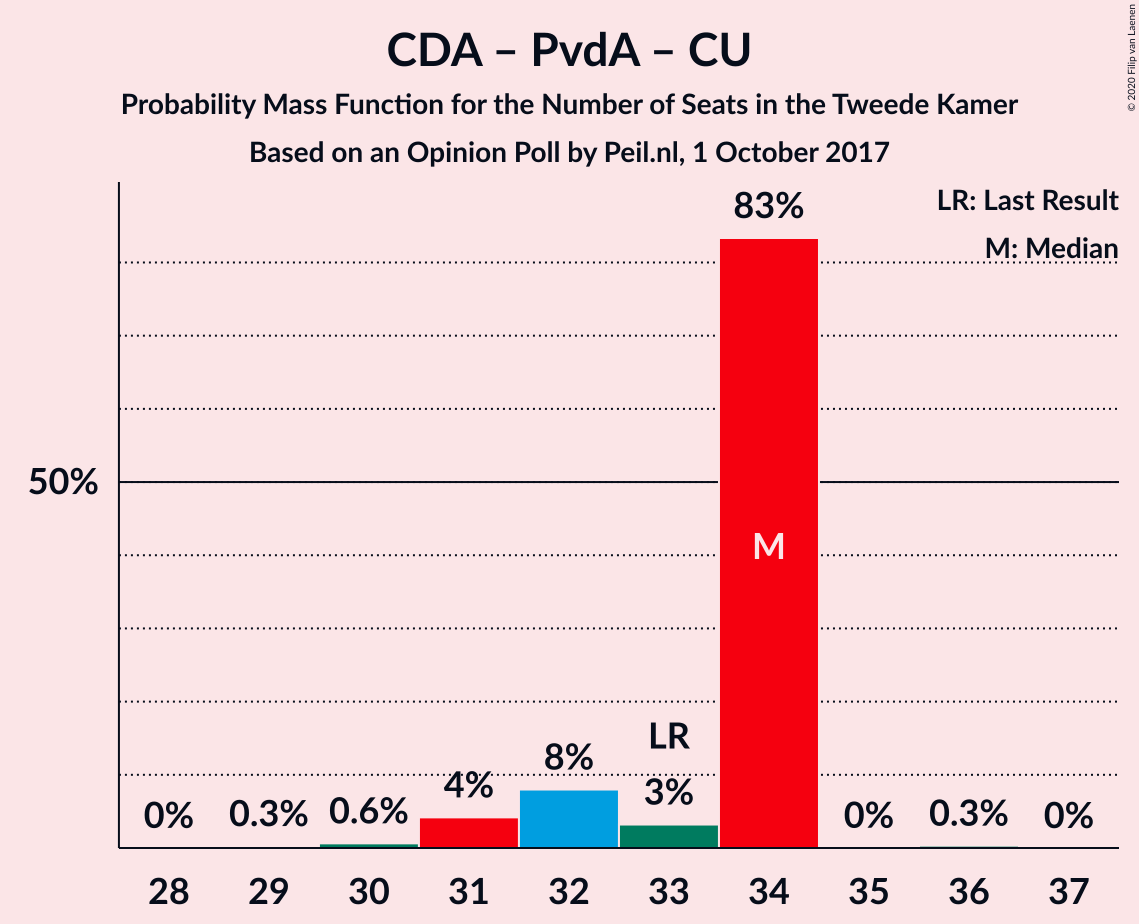 CDA – PvdA – CU
Probability Mass Function for the Number of Seats in the Tweede Kamer
Based on an Opinion Poll by Peil.nl, 1 October 2017
© 2020 Filip van Laenen
LR: Last Result
M: Median
83%
50%
M
LR
0% 0.3% 0.6% 4% 8% 3% 0% 0.3% 0%
28 29 30 31 32 33 34 35 36 37